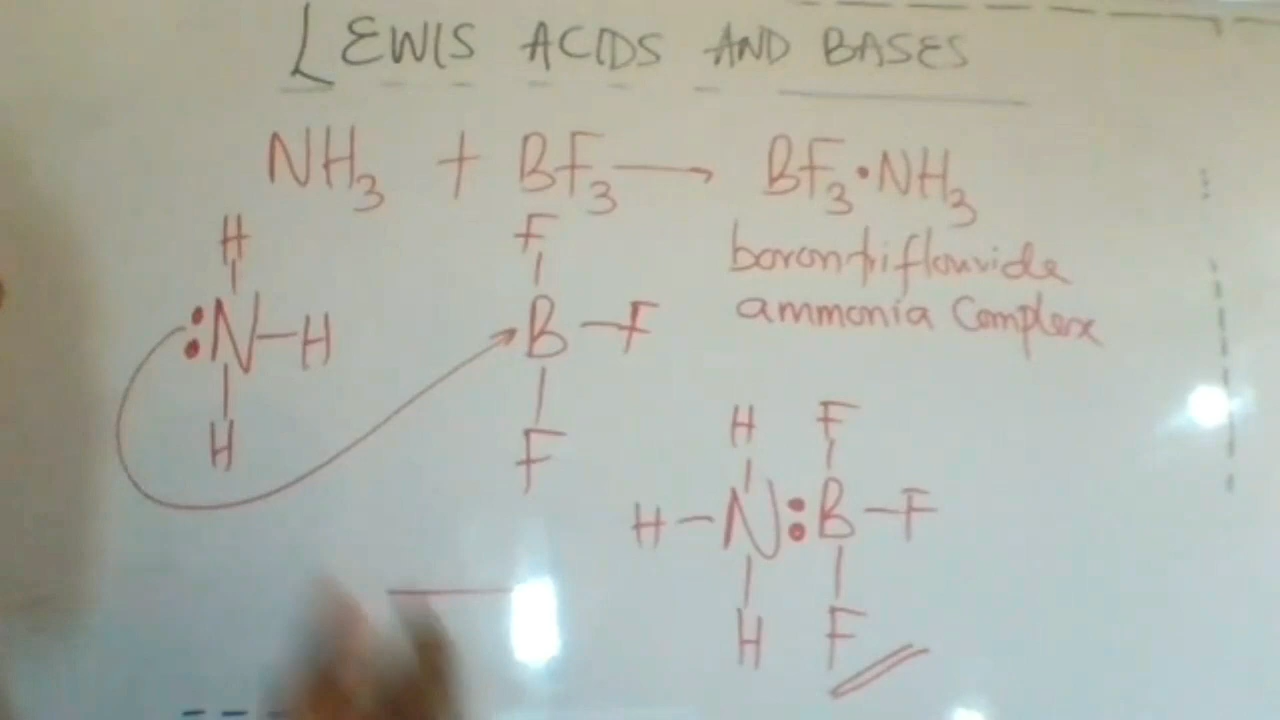 LEWIS ACIDS AND BASES
NH₃ + BF₃ → BF₃·NH₃
borontriflouride
ammonia Complex
H
:N-H
H
F
B-F
F
H F
H-N:B-F
H F